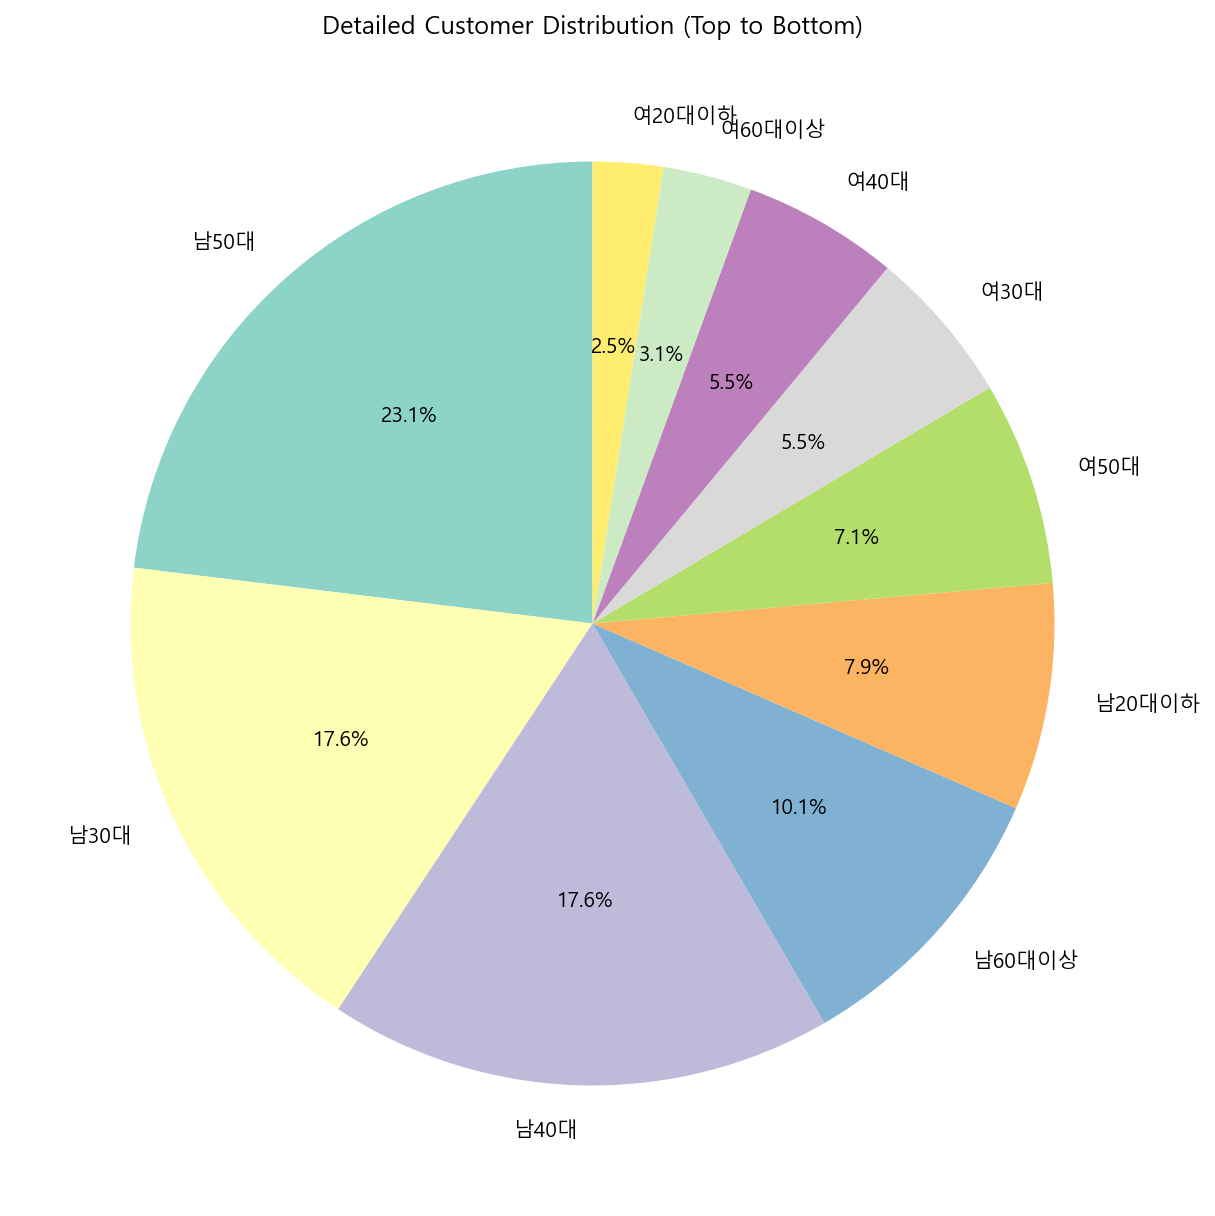 Detailed Customer Distribution (Top to Bottom)
여20대이하
여60대이상
여40대
남50대
여30대
2.5%
3.1%
5.5%
23.1%
5.5%
여50대
7.1%
7.9%
남20대이하
17.6%
10.1%
남30대
17.6%
남60대이상
남40대